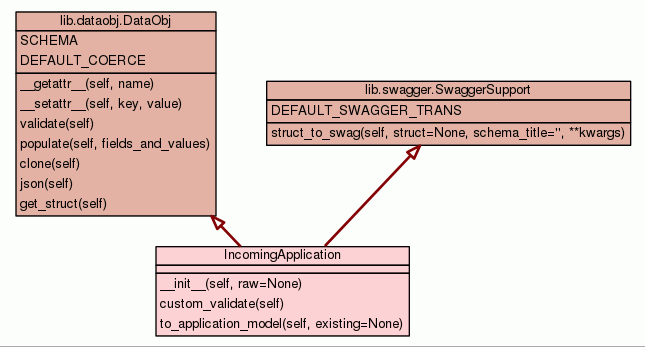 lib.dataobj.DataObj
SCHEMA
DEFAULT_COERCE
__getattr__(self, name)
__setattr__(self, key, value)
validate(self)
populate(self, fields_and_values)
clone(self)
json(self)
get_struct(self)
lib.swagger.SwaggerSupport
DEFAULT_SWAGGER_TRANS
struct_to_swag(self, struct=None, schema_title='', **kwargs)
IncomingApplication
__init__(self, raw=None)
custom_validate(self)
to_application_model(self, existing=None)